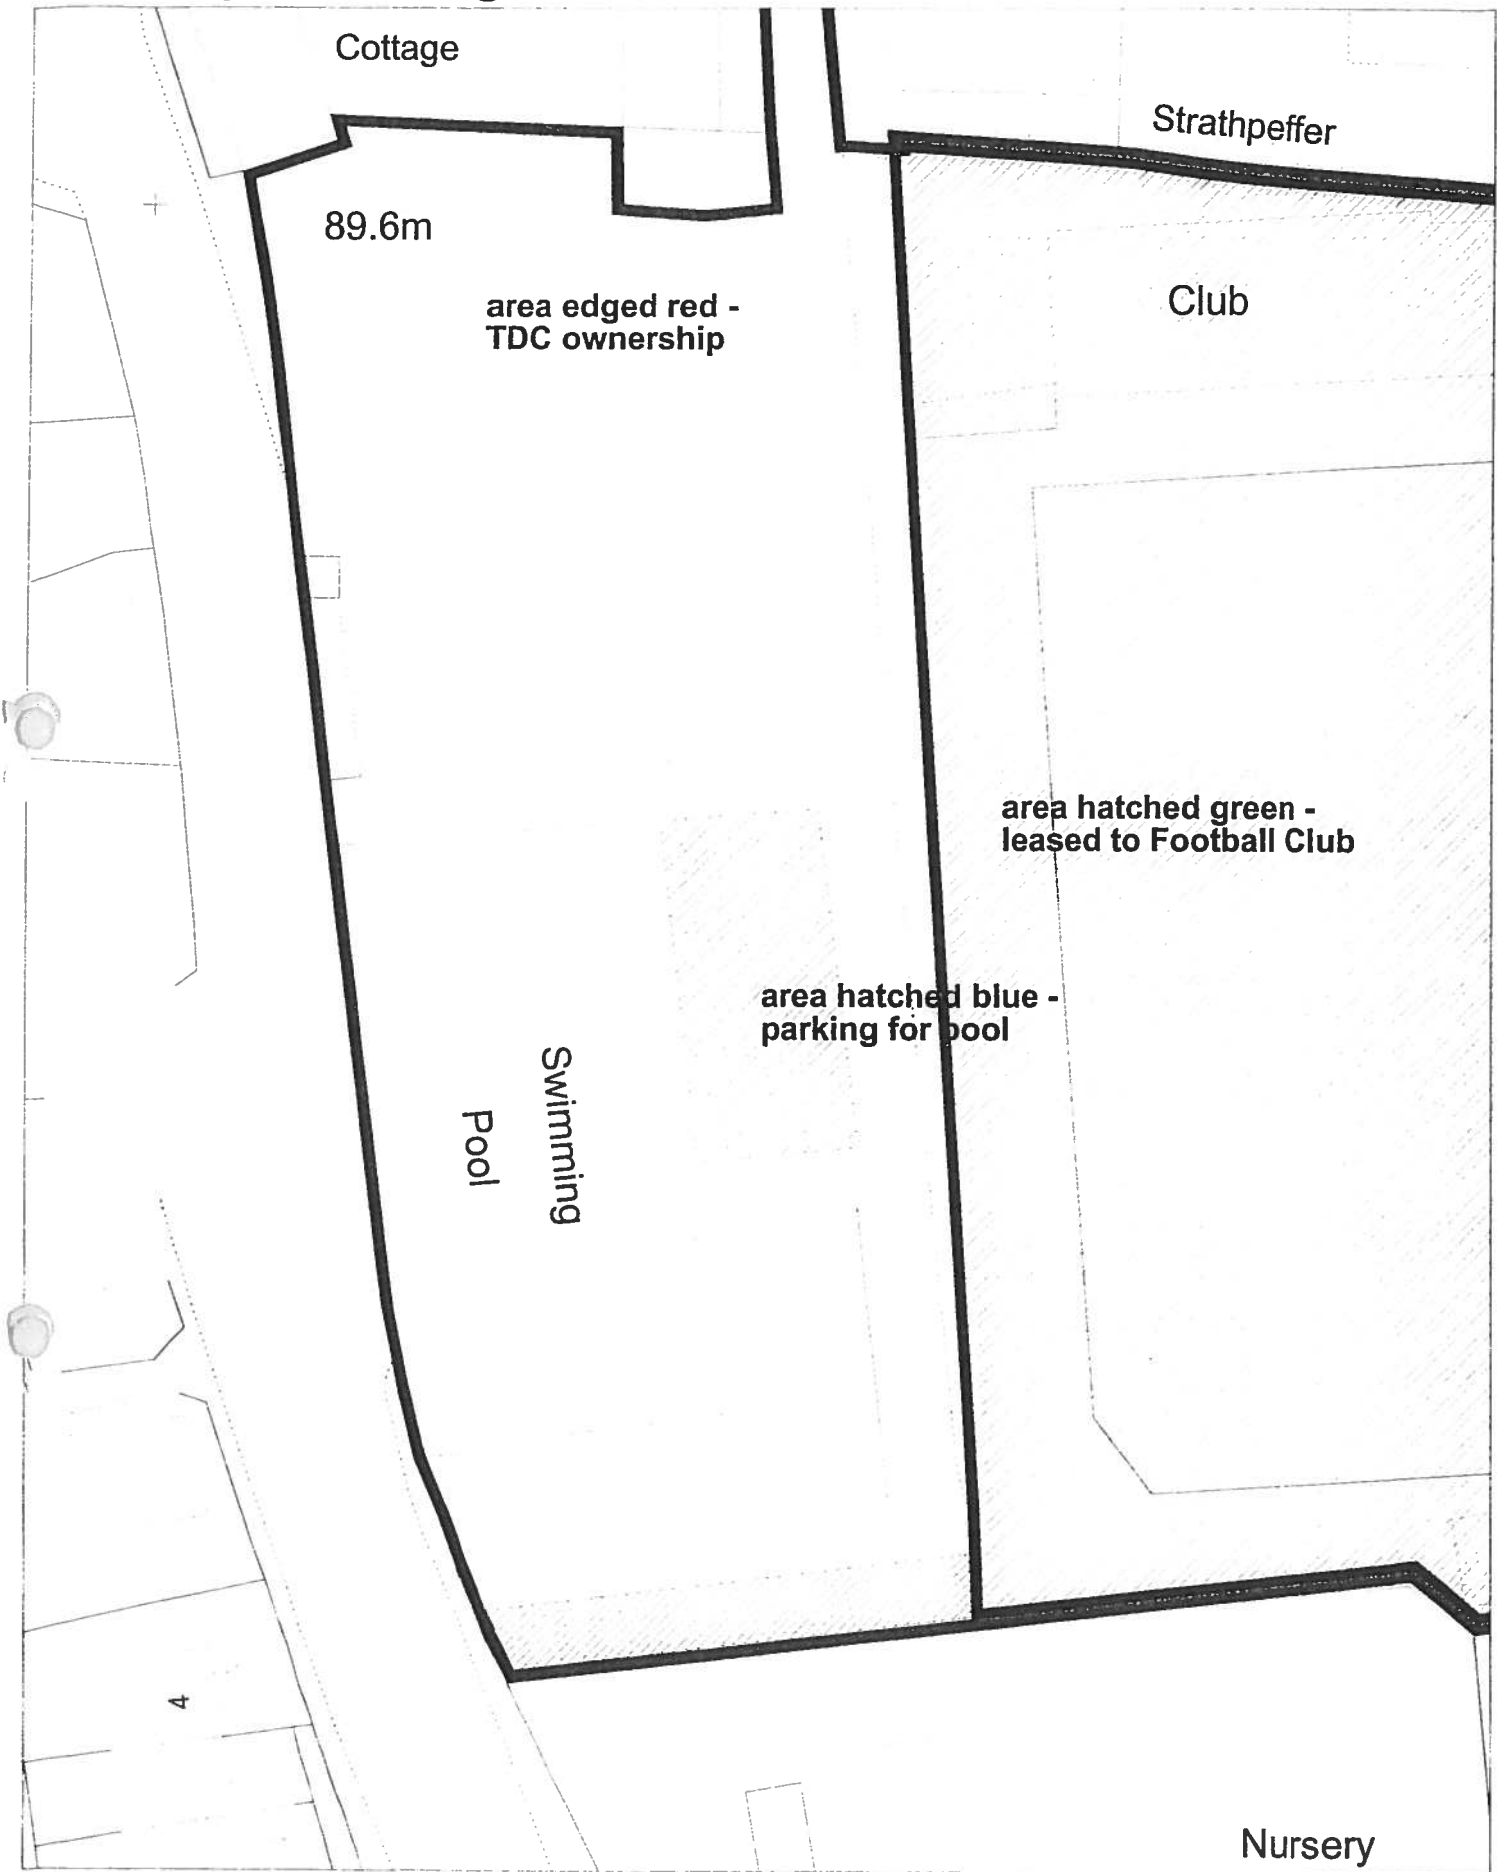 Cottage
Strathpeffer
89.6m
area edged red -
TDC ownership
Club
area hatched green -
leased to Football Club
area hatched blue -
parking for pool
Swimming
Pool
4
Nursery